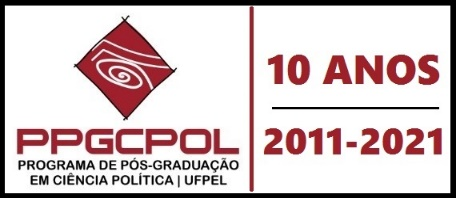 PPGCPOL
PROGRAMA DE PÓS-GRADUAÇÃO
EM CIÊNCIA POLÍTICA | UFPEL
10 ANOS
2011-2021